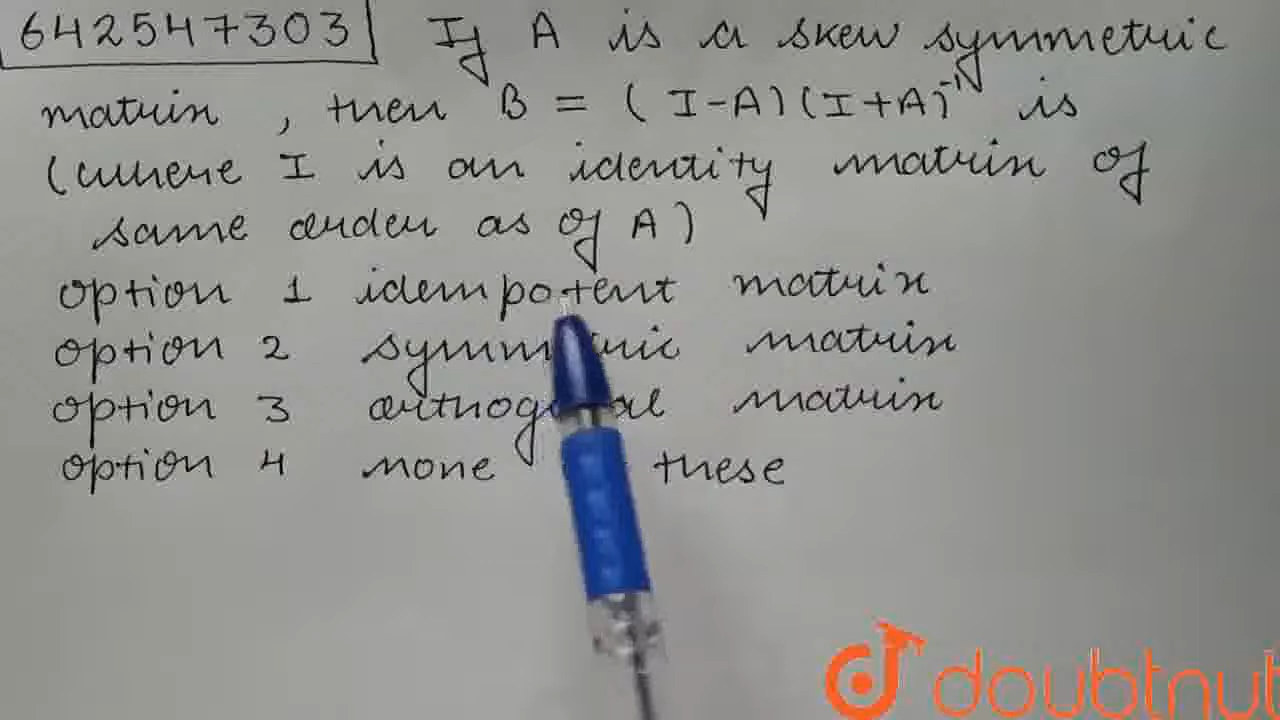 642547303 If A is a skew symmetric
matrix, then B = (I-A)(I+A)⁻¹ is
(where I is an identity matrix of
same order as of A)
option 1 idempotent matrix
option 2 symmetric matrix
option 3 orthogonal matrix
option 4 none these
doubtnut